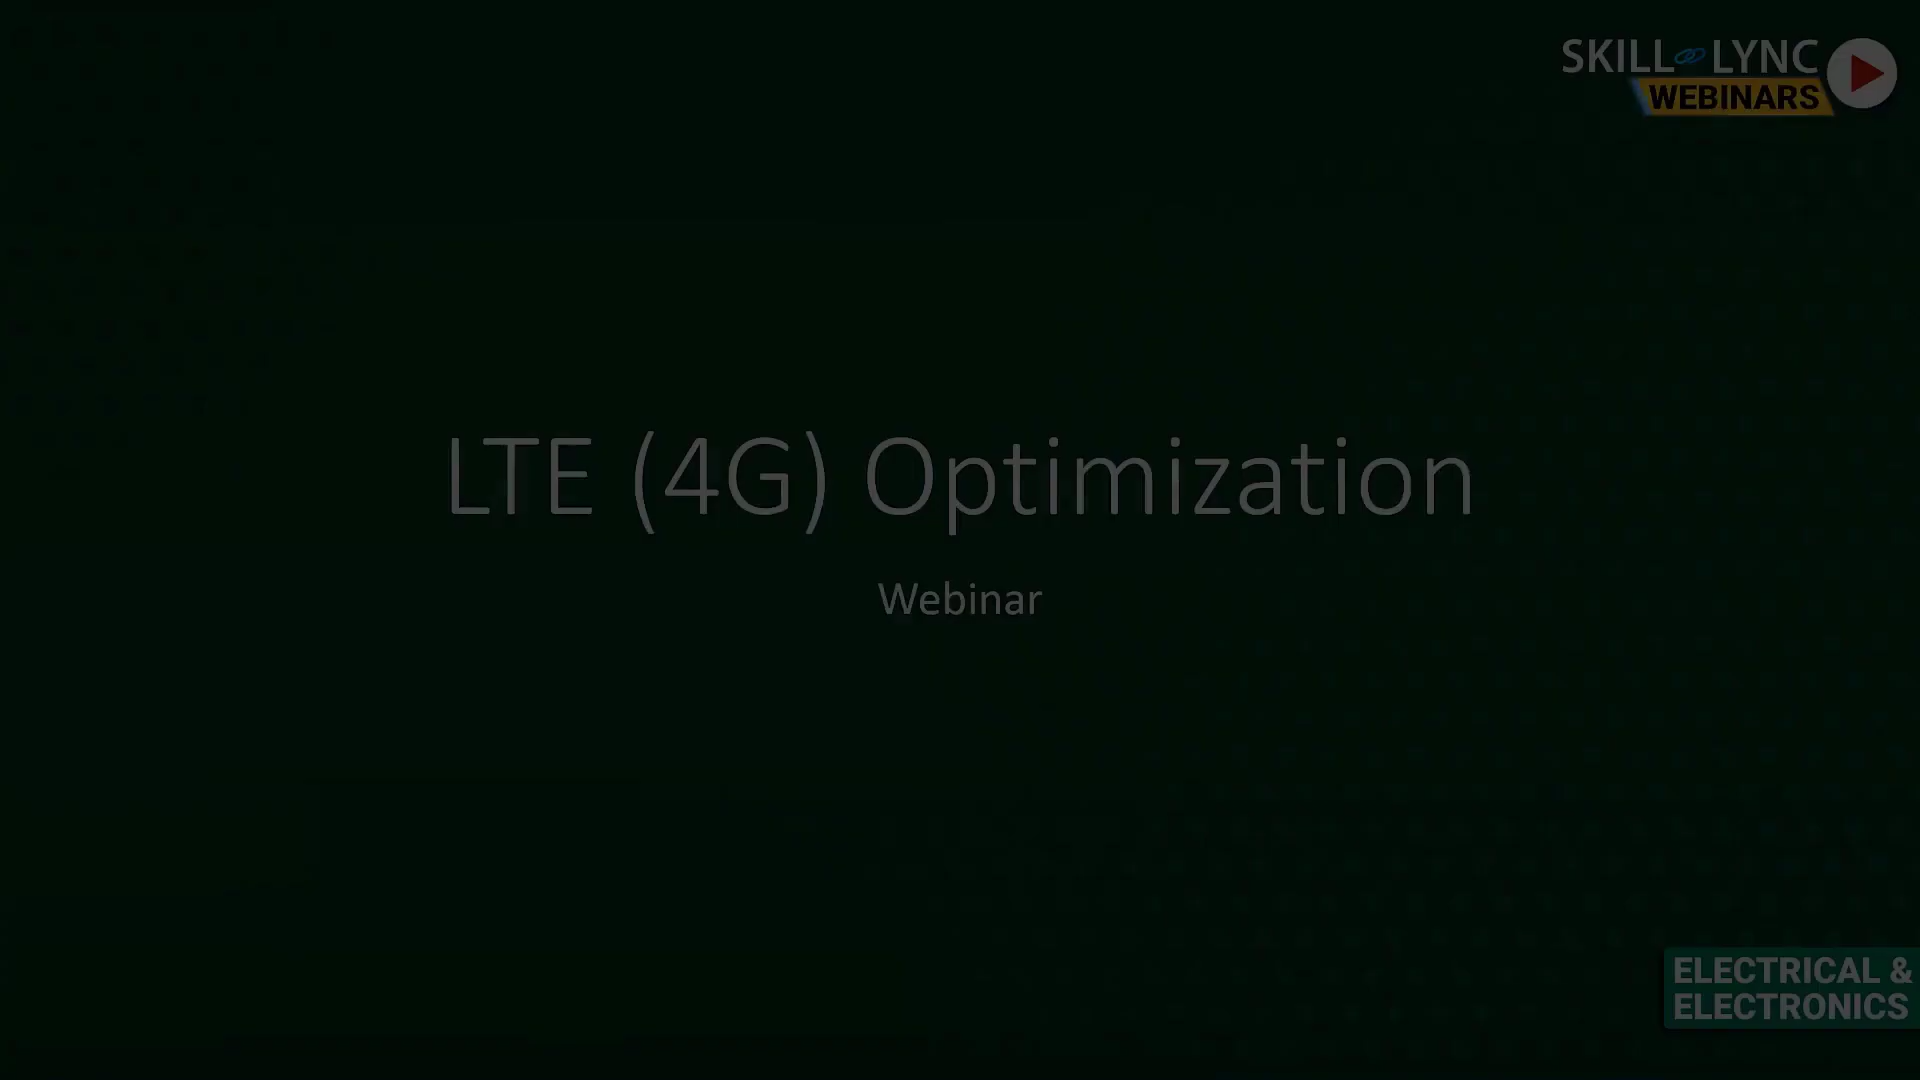 SKILL LYNC
WEBINARS
LTE (4G) Optimization
Webinar
ELECTRICAL &
ELECTRONICS